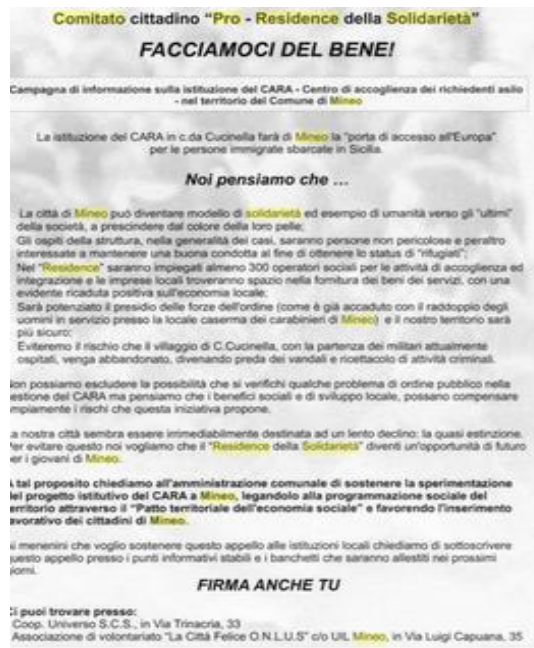 Comitato cittadino "Pro - Residence della Solidarietà"
FACCIAMOCI DEL BENE!
Campagna di informazione sulla istituzione del CARA - Centro di accoglienza dei richiedenti asilo
- nel territorio del Comune di Mineo
La istituzione del CARA in c.da Cucinella farà di Mineo la "porta di accesso all'Europa"
per le persone immigrate sbarcate in Sicilia.
Noi pensiamo che ...
La città di Mineo può diventare modello di solidarietà ed esempio di umanità verso gli "ultimi"
della società, a prescindere dal colore della loro pelle;
Gli ospiti della struttura, nella generalità dei casi, saranno persone non pericolose e peraltro
interessate a mantenere una buona condotta al fine di ottenere lo status di "rifugiati";
Nel "Residence" saranno impiegati almeno 300 operatori sociali per le attività di accoglienza ed
integrazione e le imprese locali troveranno spazio nella fornitura dei beni dei servizi, con una
evidente ricaduta positiva sull'economia locale;
Sarà potenziato il presidio delle forze dell'ordine (come è già accaduto con il raddoppio degli
uomini in servizio presso la locale caserma dei carabinieri di Mineo) e il nostro territorio sarà
più sicuro;
Eviteremo il rischio che il villaggio di C.Cucinella, con la partenza dei militari attualmente
ospitati, venga abbandonato, divenando preda dei vandali e ricettacolo di attività criminali.
on possiamo escludere la possibilità che si verifichi qualche problema di ordine pubblico nella
estione del CARA ma pensiamo che i benefici sociali e di sviluppo locale, possano compensare
mpiamente i rischi che questa iniziativa propone.
a nostra città sembra essere irrimediabilmente destinata ad un lento declino: la quasi estinzione.
er evitare questo noi vogliamo che il "Residence della Solidarietà" diventi un'opportunità di futuro
er i giovani di Mineo.
tal proposito chiediamo all'amministrazione comunale di sostenere la sperimentazione
el progetto istitutivo del CARA a Mineo, legandolo alla programmazione sociale del
erritorio attraverso il "Patto territoriale dell'economia sociale" e favorendo l'inserimento
avorativo dei cittadini di Mineo.
i menenini che voglio sostenere questo appello alle istituzioni locali chiediamo di sottoscrivere
uesto appello presso i punti informativi stabili e i banchetti che saranno allestiti nei prossimi
iorni.
FIRMA ANCHE TU
Ci puoi trovare presso:
Coop. Universo S.C.S., in Via Trinacria, 33
Associazione di volontariato "La Città Felice O.N.L.U.S" c/o UIL Mineo, in Via Luigi Capuana, 35